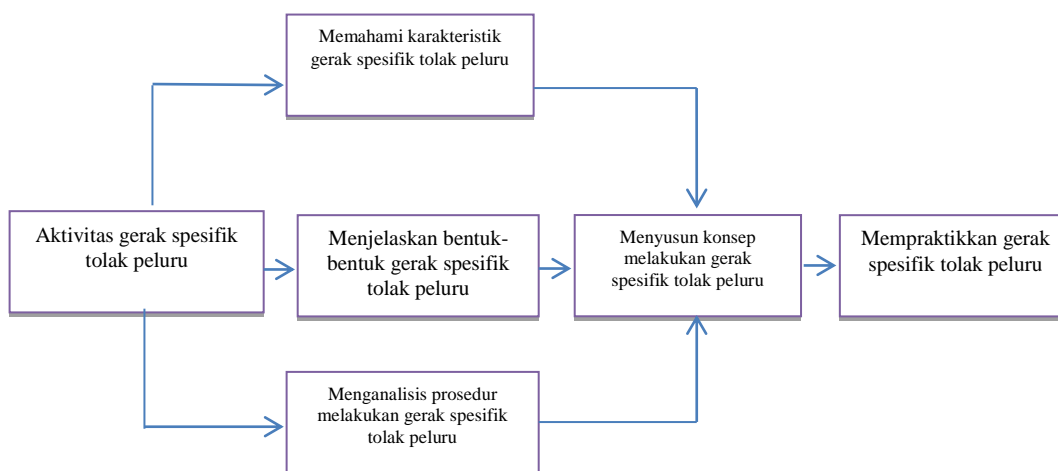 Memahami karakteristik
gerak spesifik tolak peluru
Aktivitas gerak spesifik
tolak peluru
Menjelaskan bentuk-
bentuk gerak spesifik
tolak peluru
Menyusun konsep
melakukan gerak
spesifik tolak peluru
Mempraktikkan gerak
spesifik tolak peluru
Menganalisis prosedur
melakukan gerak spesifik
tolak peluru